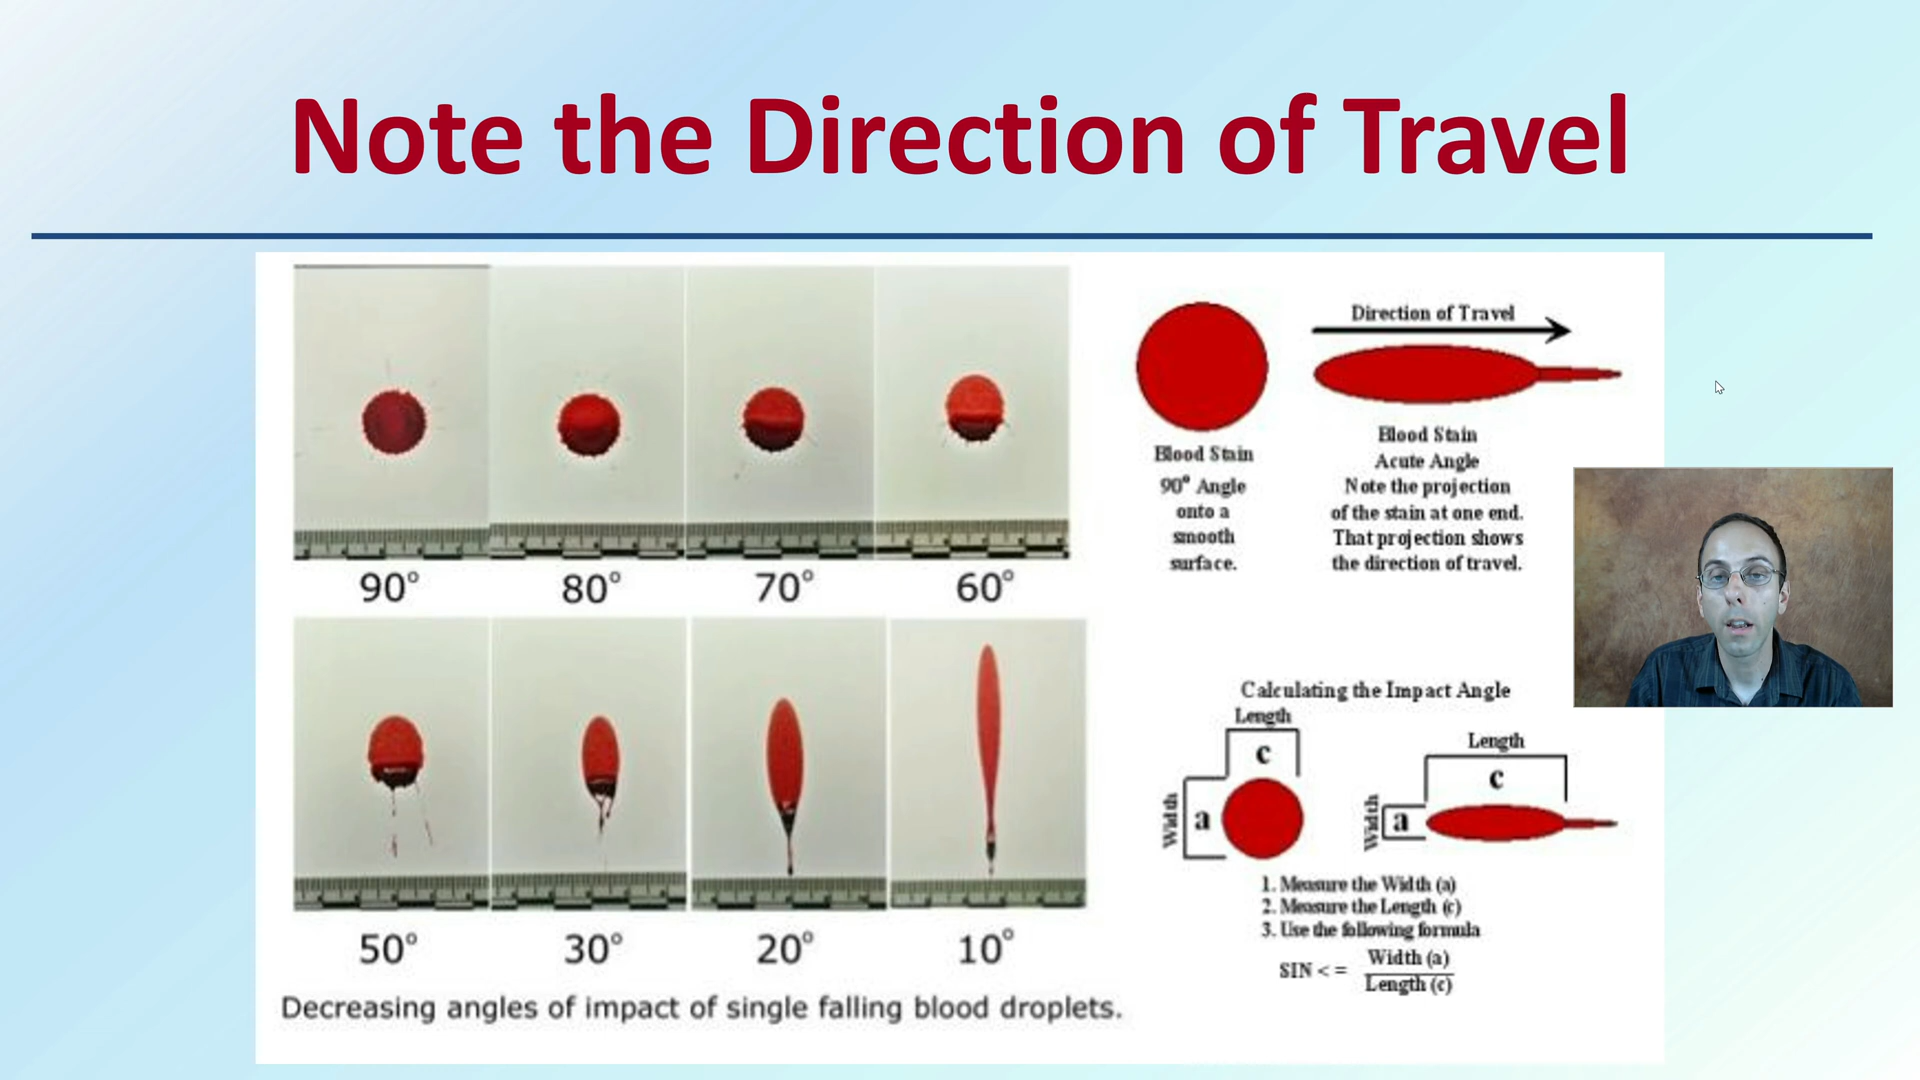 Note the Direction of Travel
90°
80°
70°
60°
50°
30°
20°
10°
Decreasing angles of impact of single falling blood droplets.
Blood Stain
90° Angle
onto a
smooth
surface.
Direction of Travel
Blood Stain
Acute Angle
Note the projection
of the stain at one end.
That projection shows
the direction of travel.
Calculating the Impact Angle
Length
c
Width
a
Length
c
Width
a
1. Measure the Width (a)
2. Measure the Length (c)
3. Use the following formula
SIN < = Width (a)
Length (c)